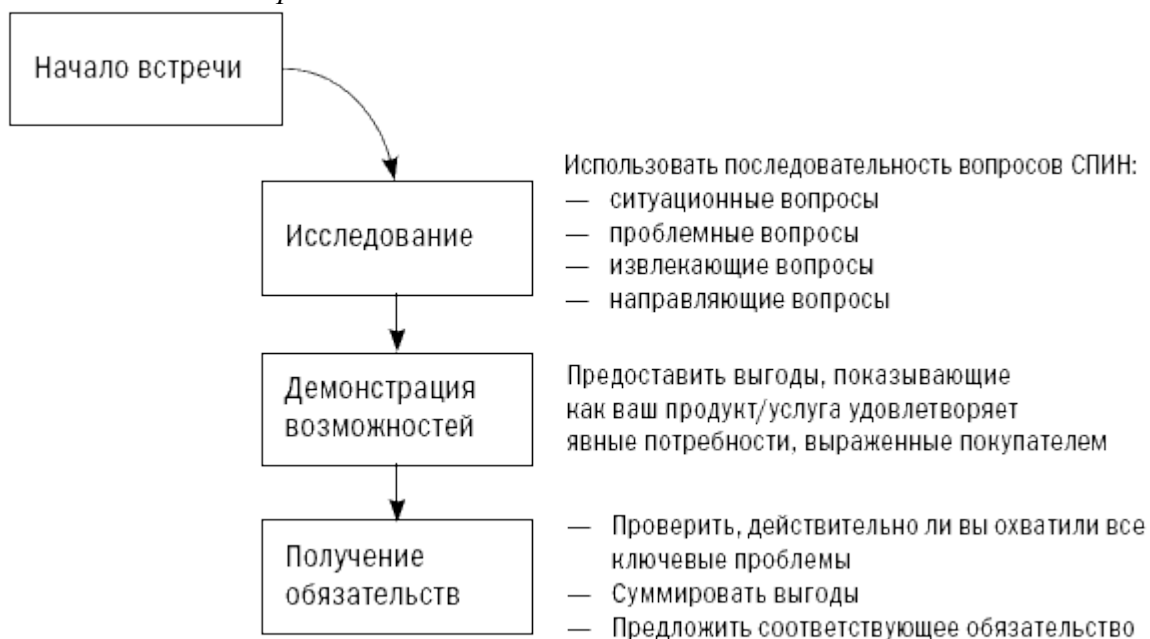 Начало встречи
Использовать последовательность вопросов СПИН:
— ситуационные вопросы
Исследование
— проблемные вопросы
— извлекающие вопросы
— направляющие вопросы
Демонстрация
возможностей
Предоставить выгоды, показывающие
как ваш продукт/услуга удовлетворяет
явные потребности, выраженные покупателем
Получение
обязательств
— Проверить, действительно ли вы охватили все
ключевые проблемы
— Суммировать выгоды
— Предложить соответствующее обязательство